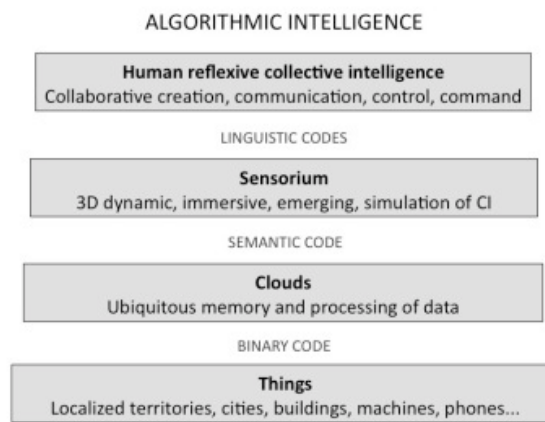 ALGORITHMIC INTELLIGENCE
Human reflexive collective intelligence
Collaborative creation, communication, control, command
LINGUISTIC CODES
Sensorium
3D dynamic, immersive, emerging, simulation of CI
SEMANTIC CODE
Clouds
Ubiquitous memory and processing of data
BINARY CODE
Things
Localized territories, cities, buildings, machines, phones...